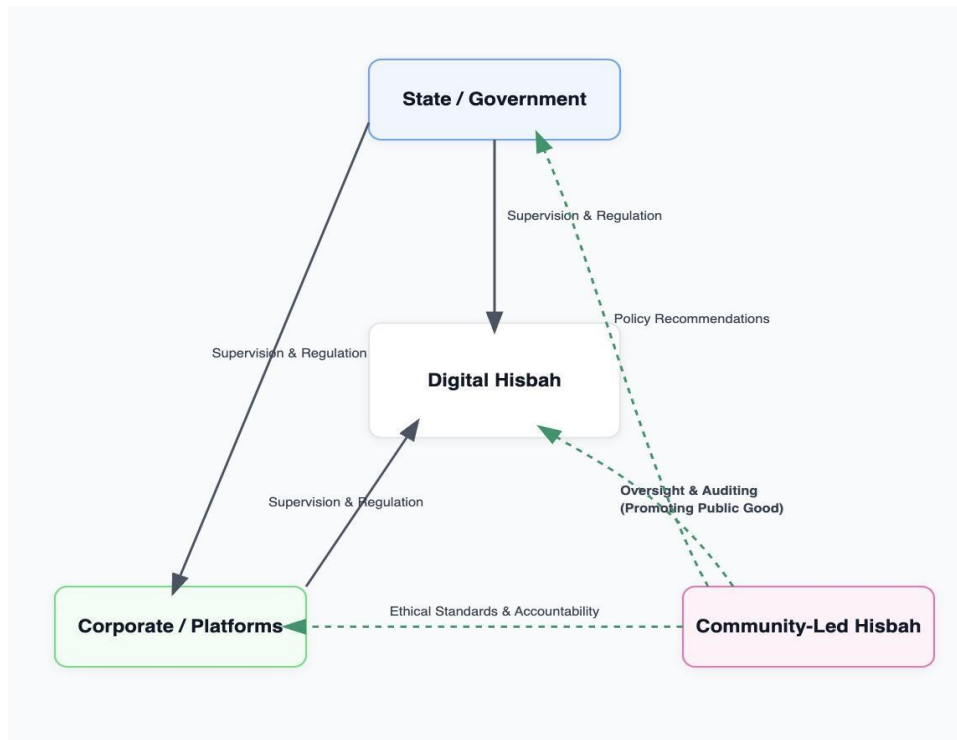 State / Government
Supervision & Regulation
Policy Recommendations
Supervision & Regulation
Digital Hisbah
Oversight & Auditing
(Promoting Public Good)
Supervision & Regulation
Ethical Standards & Accountability
Corporate / Platforms
Community-Led Hisbah